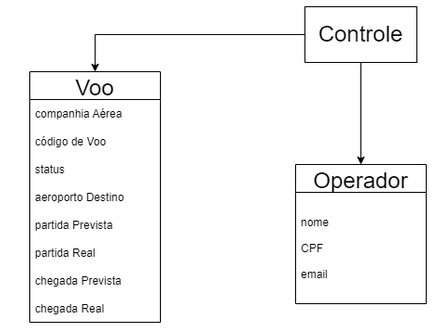 Controle
Voo
companhia Aérea
código de Voo
status
aeroporto Destino
partida Prevista
partida Real
chegada Prevista
chegada Real
Operador
nome
CPF
email